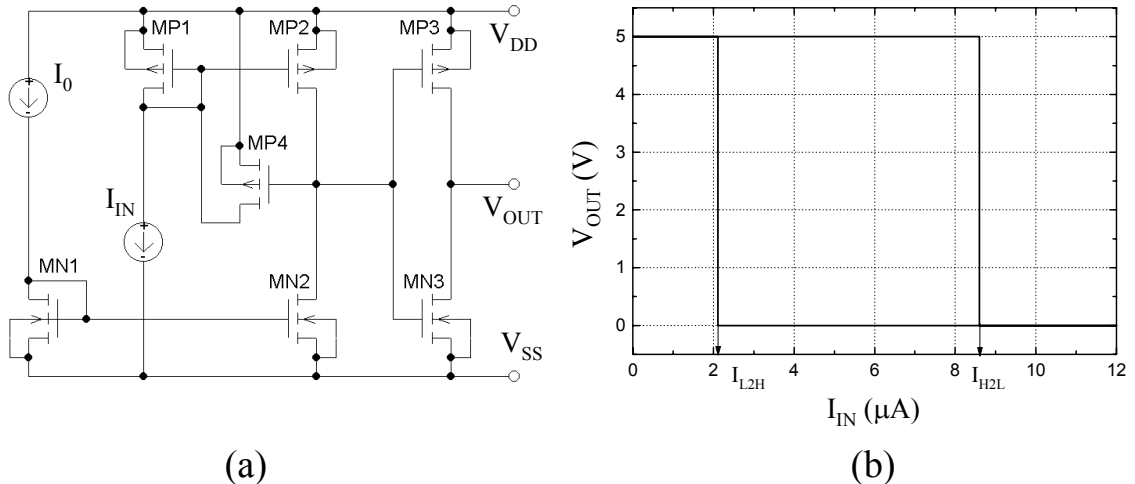 MP1 MP2 MP3
V_DD
I_0
MP4
I_IN
V_OUT
MN1
MN2 MN3
V_SS
(a)
V_OUT (V)
5
4
3
2
1
0
0 2 4 6 8 10 12
I_L2H I_H2L
I_IN (μA)
(b)